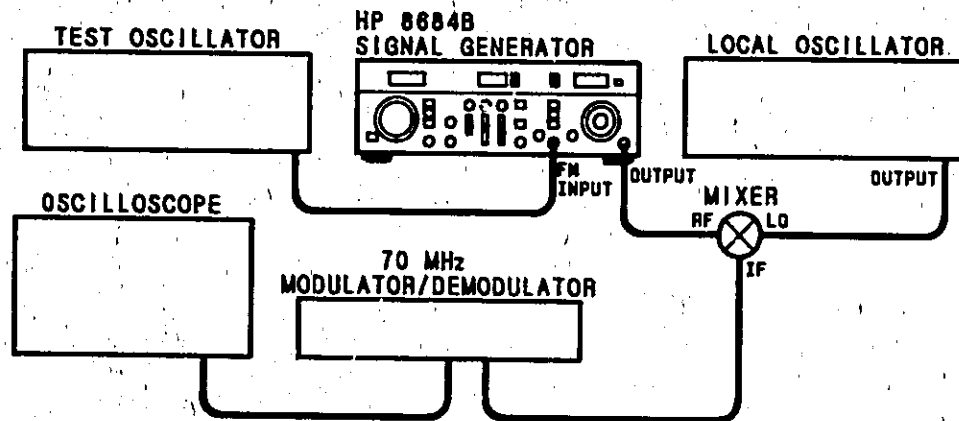 HP 8684B
SIGNAL GENERATOR
TEST OSCILLATOR
LOCAL OSCILLATOR
FM
INPUT
OUTPUT
OUTPUT
MIXER
RF
LO
IF
OSCILLOSCOPE
70 MHz
MODULATOR/DEMODULATOR